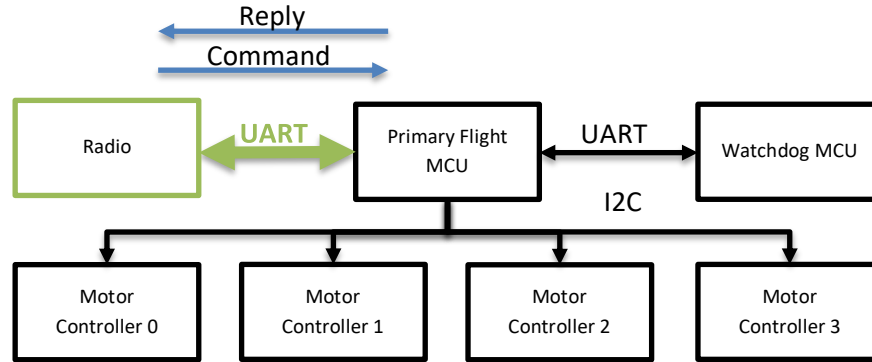 Reply
Command
Radio
UART
Primary Flight
MCU
UART
Watchdog MCU
I2C
Motor
Controller 0
Motor
Controller 1
Motor
Controller 2
Motor
Controller 3